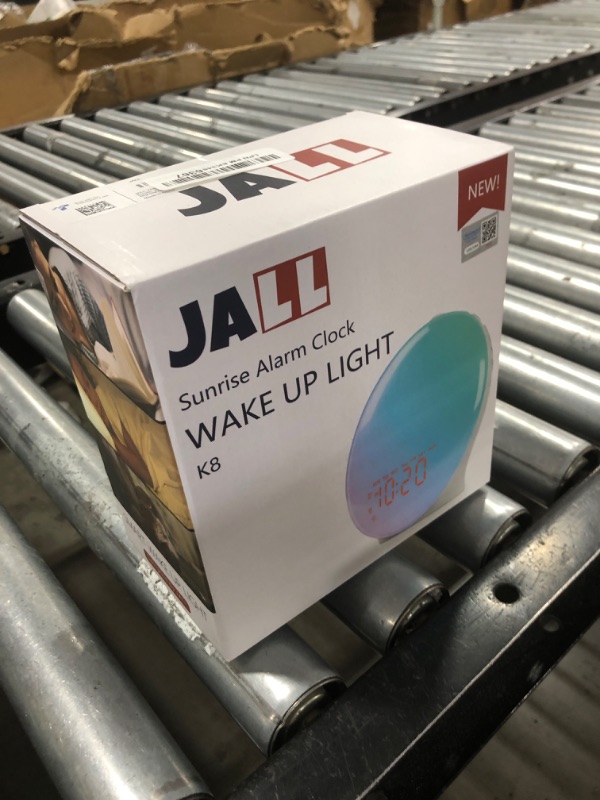 JALL
NEW!
JALL
Sunrise Alarm Clock
WAKE UP LIGHT
K8
10:20